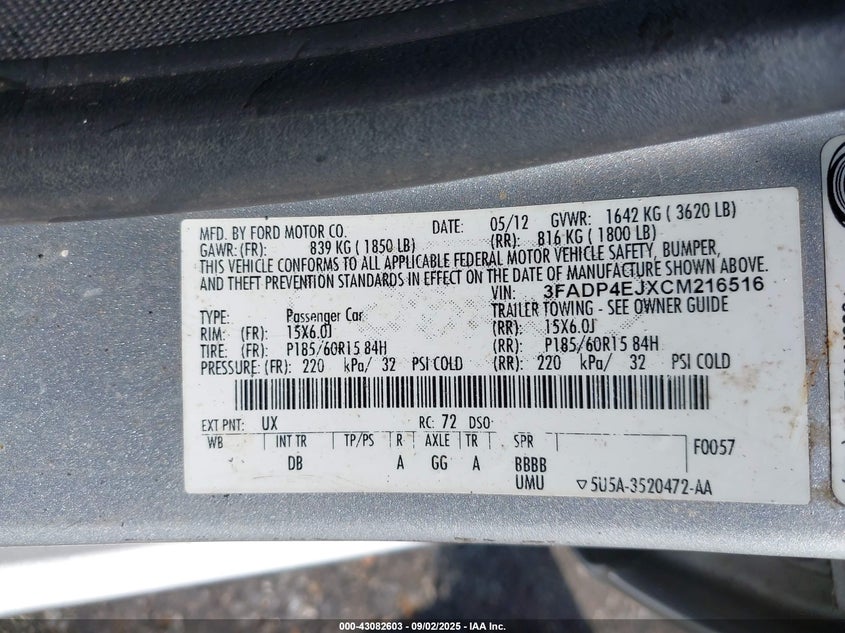 MFD. BY FORD MOTOR CO. DATE: 05/12 GVWR: 1642 KG ( 3620 LB)
GAWR: (FR): 839 KG ( 1850 LB) (RR): 816 KG ( 1800 LB)
THIS VEHICLE CONFORMS TO ALL APPLICABLE FEDERAL MOTOR VEHICLE SAFETY, BUMPER,
AND THEFT PREVENTION STANDARDS IN EFFECT ON THE DATE OF MANUFACTURE SHOWN ABOVE.
VIN: 3FADP4EJXCM216516
TYPE: Passenger Car TRAILER TOWING - SEE OWNER GUIDE
RIM: (FR): 15X6.0J (RR): 15X6.0J
TIRE: (FR): P185/60R15 84H (RR): P185/60R15 84H
PRESSURE: (FR): 220 kPa/ 32 PSI COLD (RR): 220 kPa/ 32 PSI COLD
EXT PNT: UX RC: 72 DSO:
WB INT TR TP/PS R AXLE TR SPR F0057
DB A GG A BBBB
UMU ▽5U5A-3520472-AA
000-43082603 - 09/02/2025 - IAA Inc.